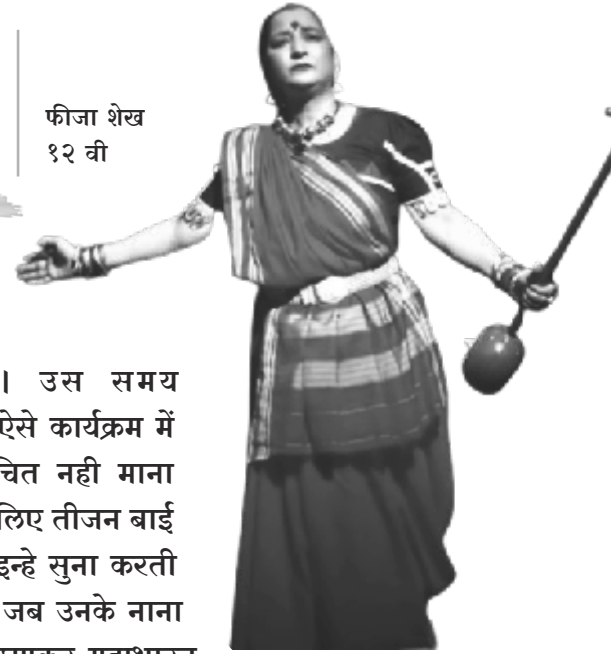 फीजा शेख
१२ वी
। उस समय
ऐसे कार्यक्रम में
चित नही माना
लिए तीजन बाई
इन्हे सुना करती
जब उनके नाना